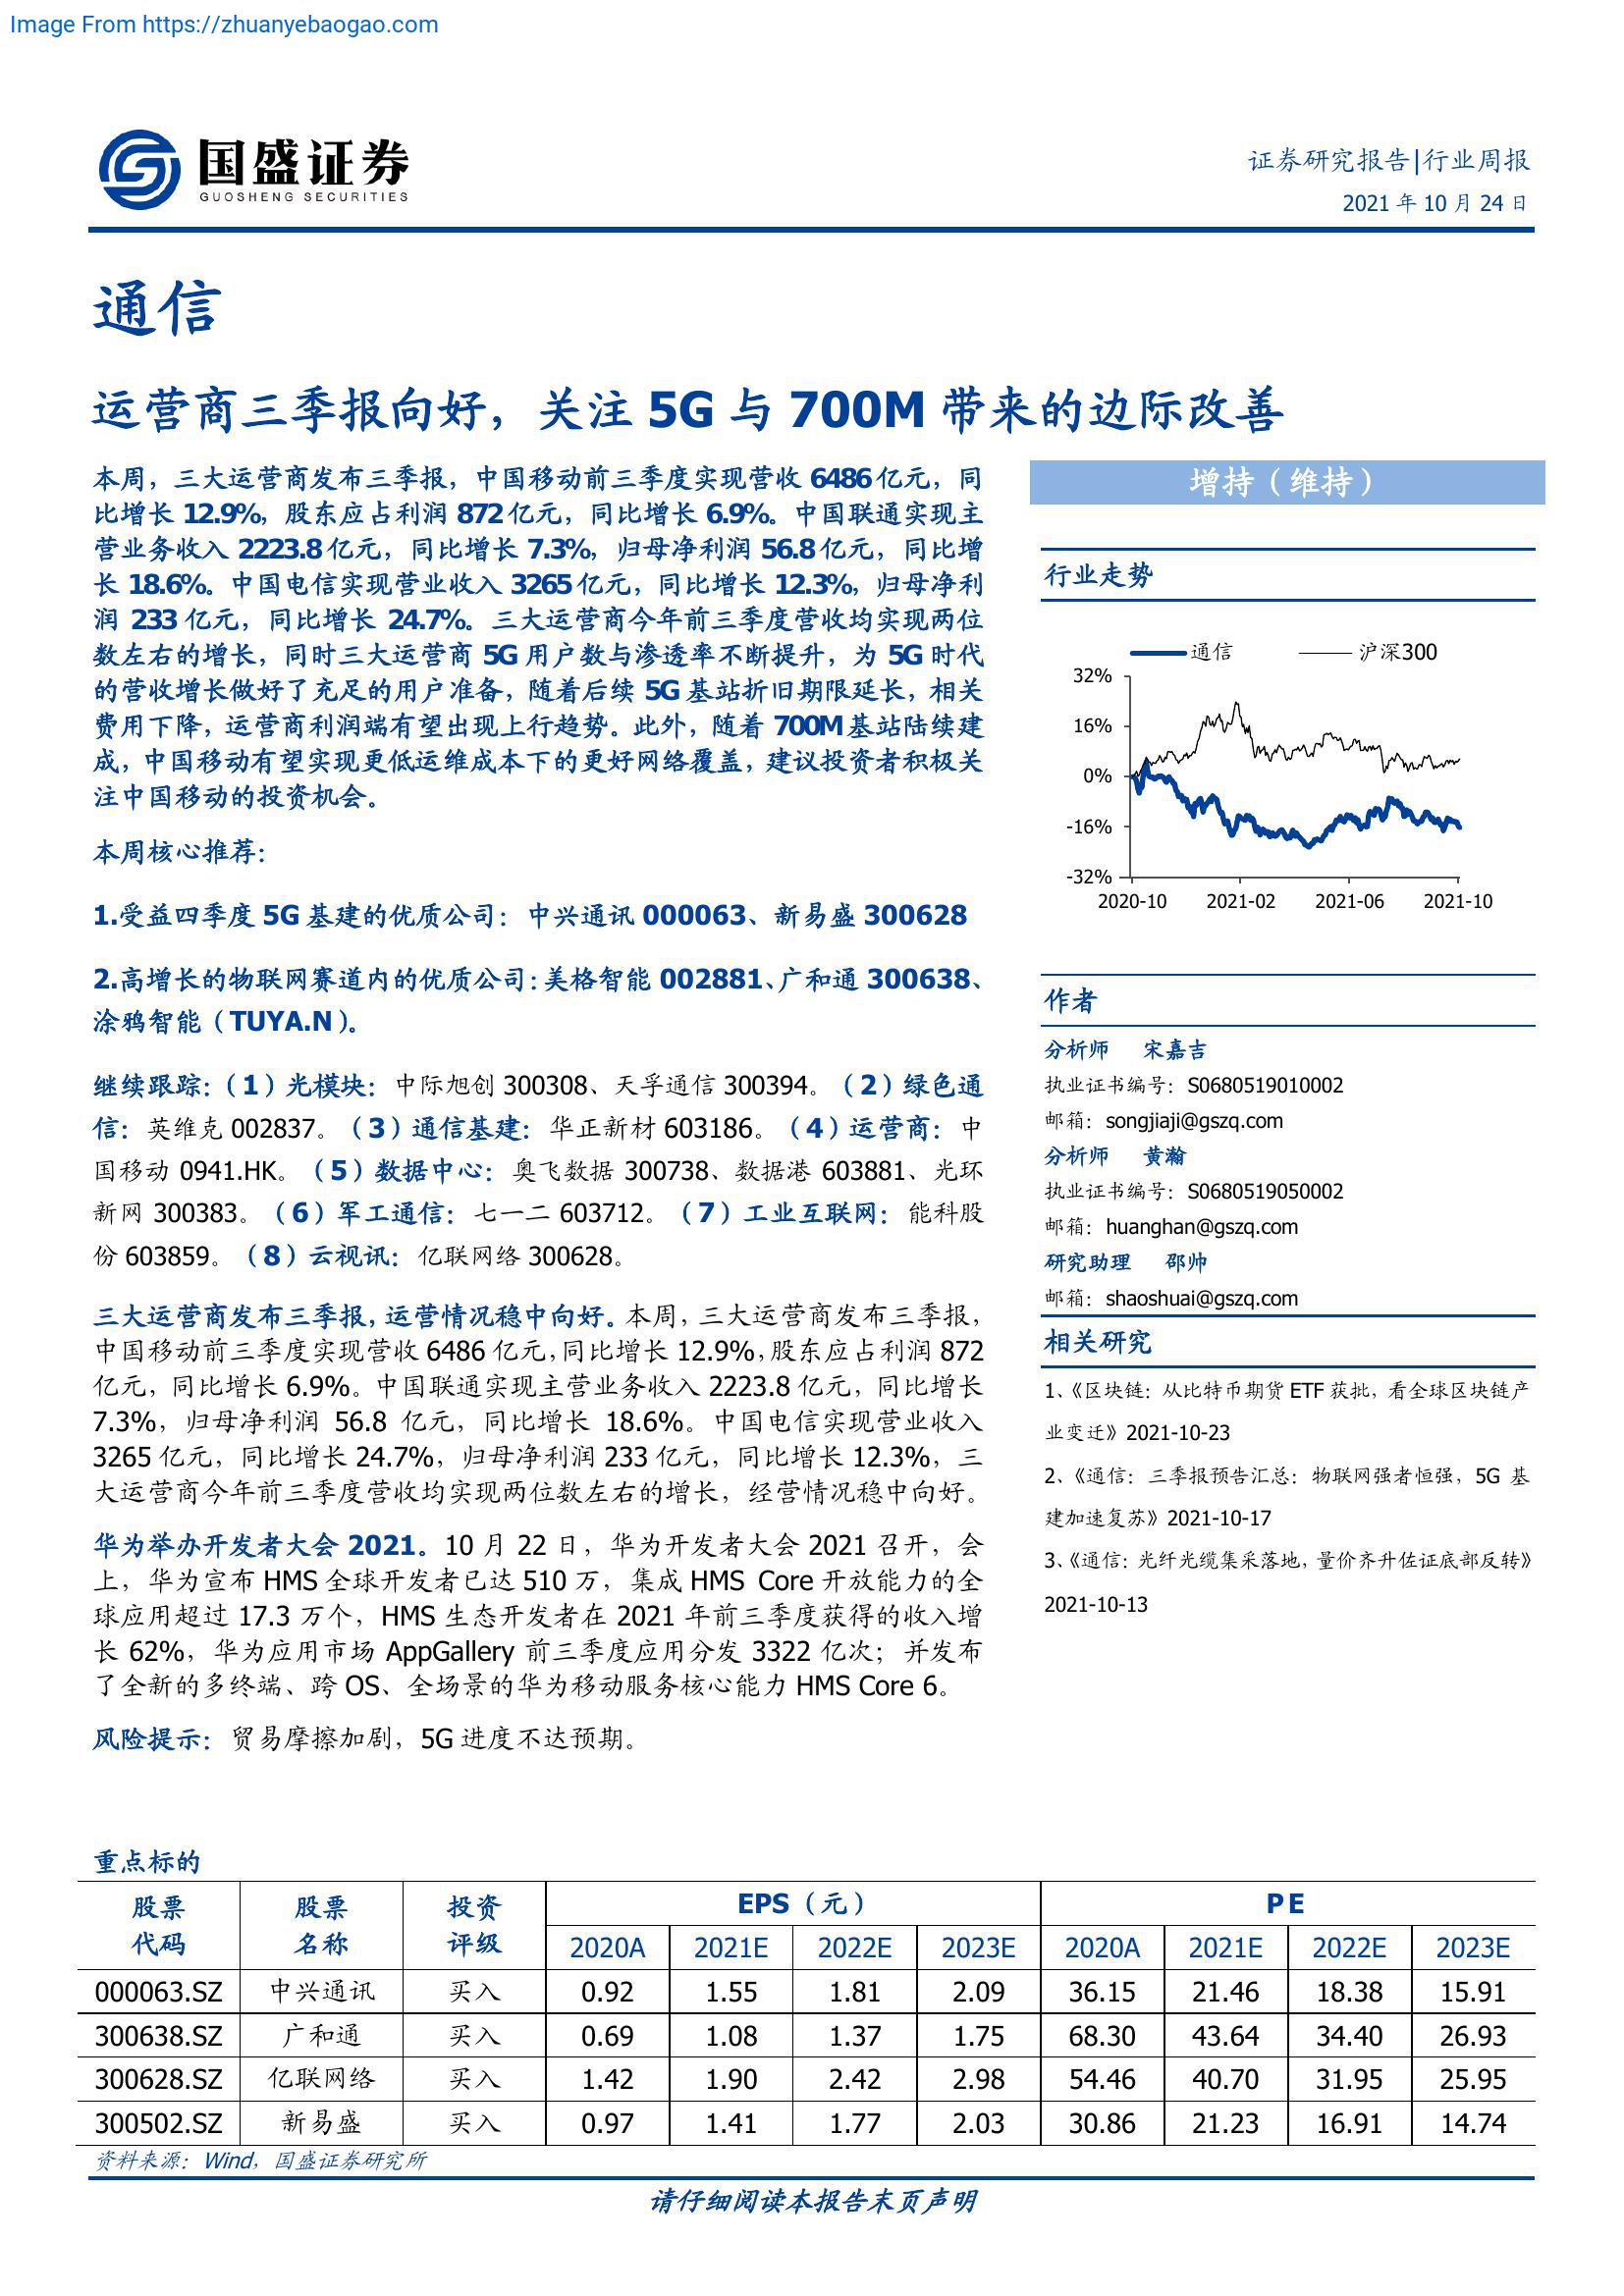 Image From https://zhuanyebaogao.com
国盛证券
GUOSHENG SECURITIES
证券研究报告|行业周报
2021 年 10 月 24 日
通信
运营商三季报向好，关注 5G 与 700M 带来的边际改善
本周，三大运营商发布三季报，中国移动前三季度实现营收 6486 亿元，同
比增长 12.9%，股东应占利润 872 亿元，同比增长 6.9%。中国联通实现主
营业务收入 2223.8 亿元，同比增长 7.3%，归母净利润 56.8 亿元，同比增
长 18.6%。中国电信实现营业收入 3265 亿元，同比增长 12.3%，归母净利
润 233 亿元，同比增长 24.7%。三大运营商今年前三季度营收均实现两位
数左右的增长，同时三大运营商 5G 用户数与渗透率不断提升，为 5G 时代
的营收增长做好了充足的用户准备，随着后续 5G 基站折旧期限延长，相关
费用下降，运营商利润端有望出现上行趋势。此外，随着 700M 基站陆续建
成，中国移动有望实现更低运维成本下的更好网络覆盖，建议投资者积极关
注中国移动的投资机会。
本周核心推荐：
1.受益四季度 5G 基建的优质公司：中兴通讯 000063、新易盛 300628
2.高增长的物联网赛道内的优质公司：美格智能 002881、广和通 300638、
涂鸦智能（TUYA.N）。
继续跟踪：（1）光模块：中际旭创 300308、天孚通信 300394。（2）绿色通
信：英维克 002837。（3）通信基建：华正新材 603186。（4）运营商：中
国移动 0941.HK。（5）数据中心：奥飞数据 300738、数据港 603881、光环
新网 300383。（6）军工通信：七一二 603712。（7）工业互联网：能科股
份 603859。（8）云视讯：亿联网络 300628。
三大运营商发布三季报，运营情况稳中向好。本周，三大运营商发布三季报，
中国移动前三季度实现营收 6486 亿元，同比增长 12.9%，股东应占利润 872
亿元，同比增长 6.9%。中国联通实现主营业务收入 2223.8 亿元，同比增长
7.3%，归母净利润 56.8 亿元，同比增长 18.6%。中国电信实现营业收入
3265 亿元，同比增长 24.7%，归母净利润 233 亿元，同比增长 12.3%，三
大运营商今年前三季度营收均实现两位数左右的增长，经营情况稳中向好。
华为举办开发者大会 2021。10 月 22 日，华为开发者大会 2021 召开，会
上，华为宣布 HMS 全球开发者已达 510 万，集成 HMS Core 开放能力的全
球应用超过 17.3 万个，HMS 生态开发者在 2021 年前三季度获得的收入增
长 62%，华为应用市场 AppGallery 前三季度应用分发 3322 亿次；并发布
了全新的多终端、跨 OS、全场景的华为移动服务核心能力 HMS Core 6。
风险提示：贸易摩擦加剧，5G 进度不达预期。
增持（维持）
行业走势
通信 沪深300
32%
16%
0%
-16%
-32%
2020-10 2021-02 2021-06 2021-10
作者
分析师 宋嘉吉
执业证书编号：S0680519010002
邮箱：songjiaji@gszq.com
分析师 黄瀚
执业证书编号：S0680519050002
邮箱：huanghan@gszq.com
研究助理 邵帅
邮箱：shaoshuai@gszq.com
相关研究
1、《区块链：从比特币期货 ETF 获批，看全球区块链产
业变迁》2021-10-23
2、《通信：三季报预告汇总：物联网强者恒强，5G 基
建加速复苏》2021-10-17
3、《通信：光纤光缆集采落地，量价齐升佐证底部反转》
2021-10-13
重点标的
股票 股票 投资 EPS（元） P E
代码 名称 评级 2020A 2021E 2022E 2023E 2020A 2021E 2022E 2023E
000063.SZ 中兴通讯 买入 0.92 1.55 1.81 2.09 36.15 21.46 18.38 15.91
300638.SZ 广和通 买入 0.69 1.08 1.37 1.75 68.30 43.64 34.40 26.93
300628.SZ 亿联网络 买入 1.42 1.90 2.42 2.98 54.46 40.70 31.95 25.95
300502.SZ 新易盛 买入 0.97 1.41 1.77 2.03 30.86 21.23 16.91 14.74
资料来源：Wind，国盛证券研究所
请仔细阅读本报告末页声明